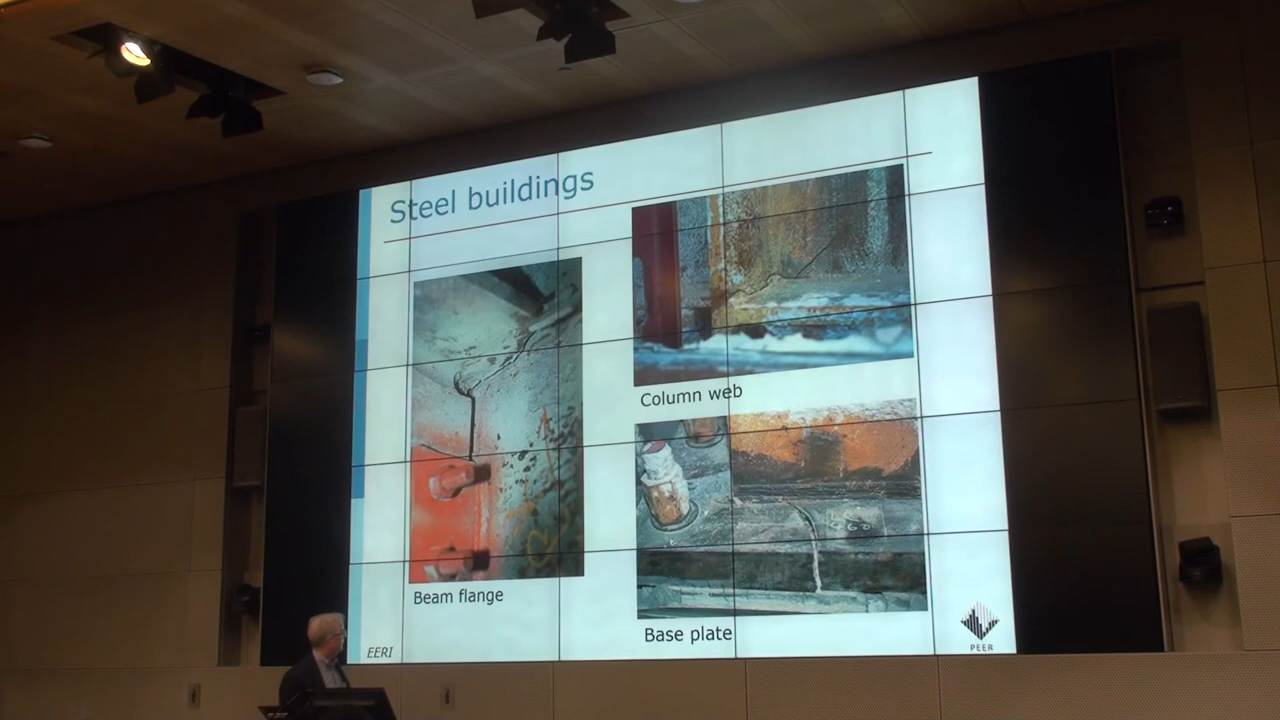 Steel buildings
Column web
Beam flange
Base plate
EERI
PEER